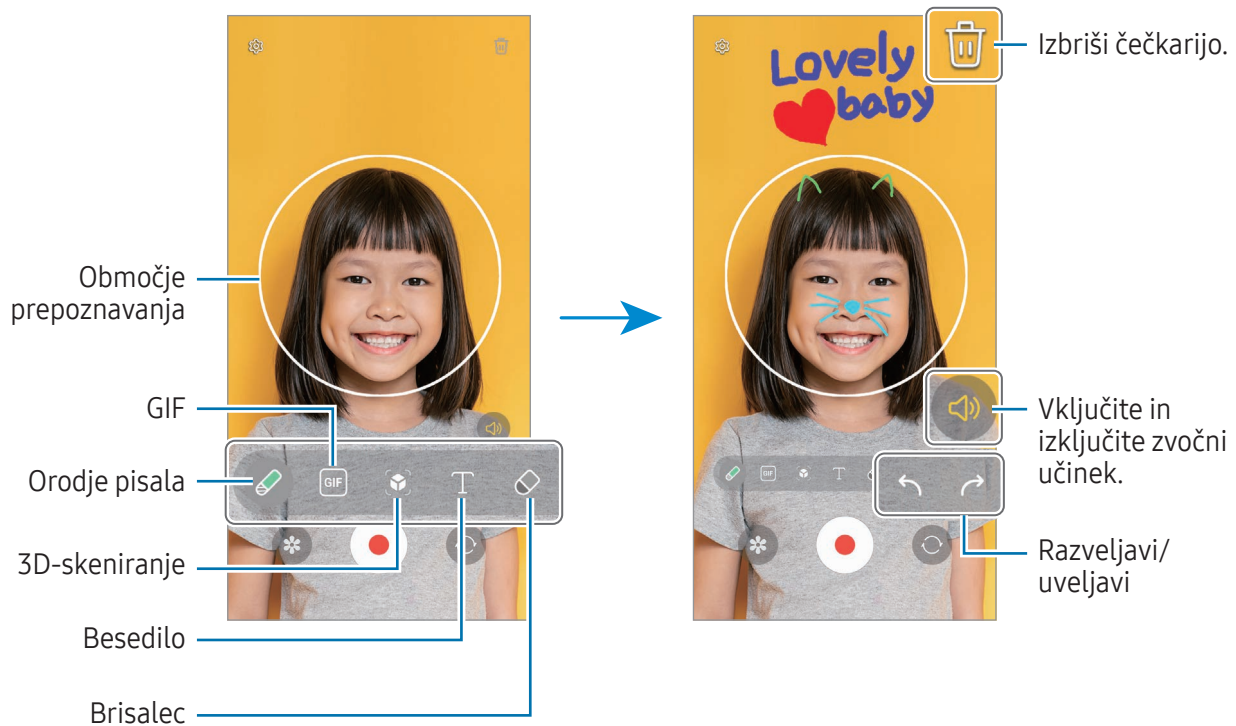 Izbriši čečkarijo.
Lovely
baby
Območje
prepoznavanja
GIF
Vključite in
izključite zvočni
učinek.
Orodje pisala
GIF
GIF
3D-skeniranje
Razveljavi/
uveljavi
Besedilo
Brisalec